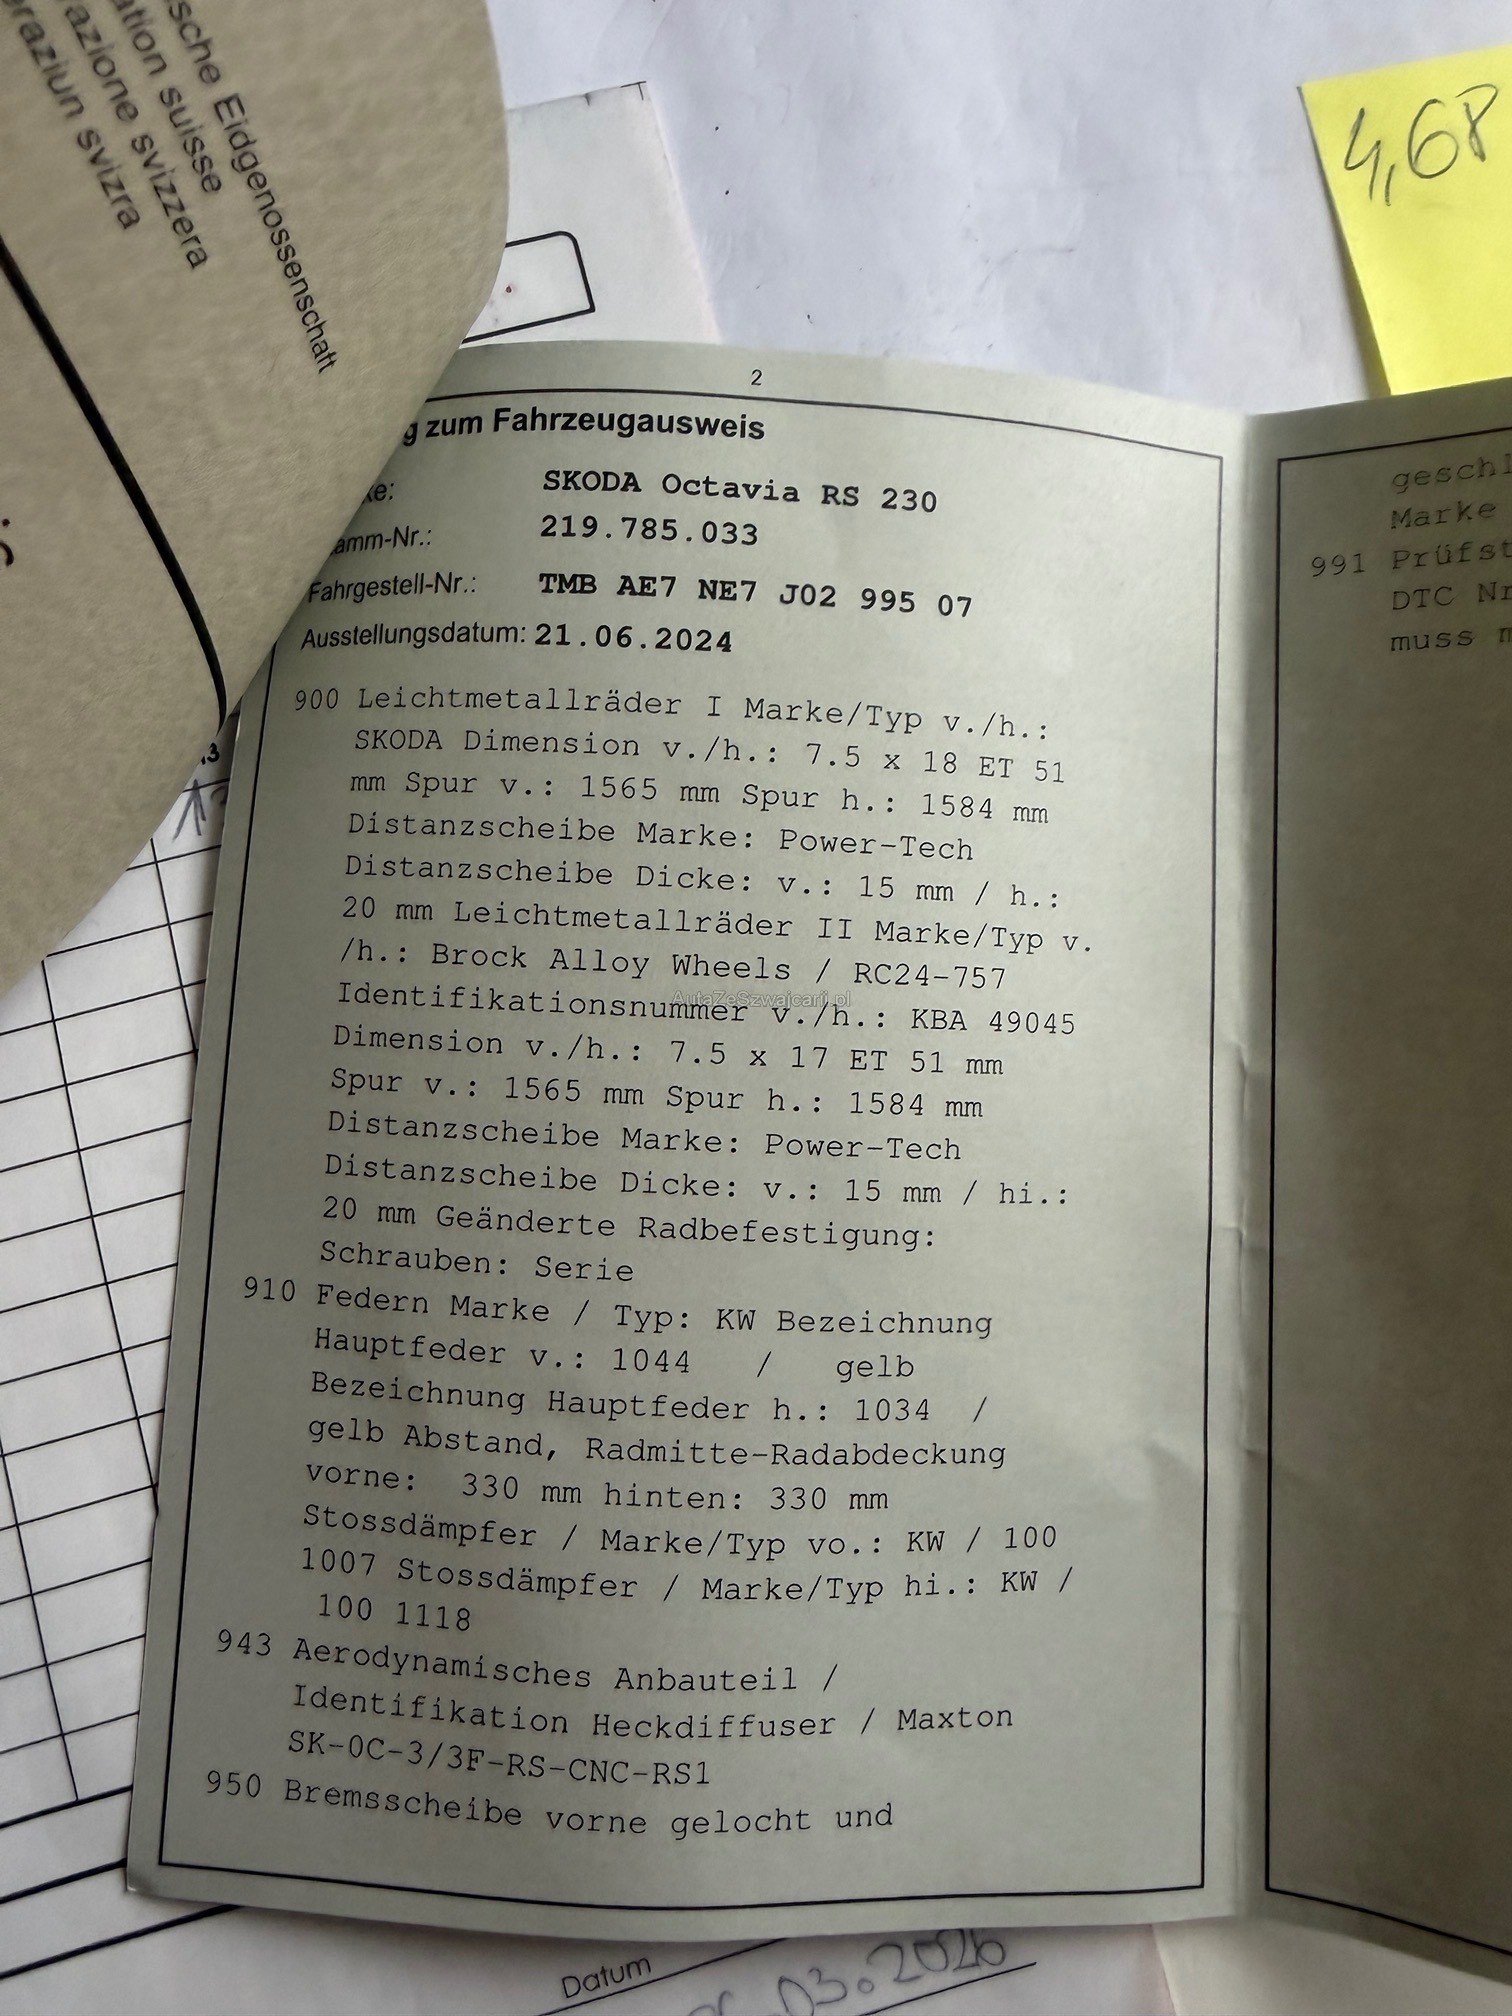 sche Eidgenossenschaft
ation suisse
azione svizzera
raziun svizra
4,68
2
g zum Fahrzeugausweis
ke: SKODA Octavia RS 230
amm-Nr.: 219.785.033
Fahrgestell-Nr.: TMB AE7 NE7 J02 995 07
Ausstellungsdatum: 21.06.2024
900 Leichtmetallräder I Marke/Typ v./h.:
SKODA Dimension v./h.: 7.5 x 18 ET 51
mm Spur v.: 1565 mm Spur h.: 1584 mm
Distanzscheibe Marke: Power-Tech
Distanzscheibe Dicke: v.: 15 mm / h.:
20 mm Leichtmetallräder II Marke/Typ v.
/h.: Brock Alloy Wheels / RC24-757
AutaZeSzwajcarii.pl
Identifikationsnummer v./h.: KBA 49045
Dimension v./h.: 7.5 x 17 ET 51 mm
Spur v.: 1565 mm Spur h.: 1584 mm
Distanzscheibe Marke: Power-Tech
Distanzscheibe Dicke: v.: 15 mm / hi.:
20 mm Geänderte Radbefestigung:
Schrauben: Serie
910 Federn Marke / Typ: KW Bezeichnung
Hauptfeder v.: 1044 / gelb
Bezeichnung Hauptfeder h.: 1034 /
gelb Abstand, Radmitte-Radabdeckung
vorne: 330 mm hinten: 330 mm
Stossdämpfer / Marke/Typ vo.: KW / 100
1007 Stossdämpfer / Marke/Typ hi.: KW /
100 1118
943 Aerodynamisches Anbauteil /
Identifikation Heckdiffuser / Maxton
SK-OC-3/3F-RS-CNC-RS1
950 Bremsscheibe vorne gelocht und
geschl
Marke
991 Prüfst
DTC Nr
muss m
Datum
.03.2026